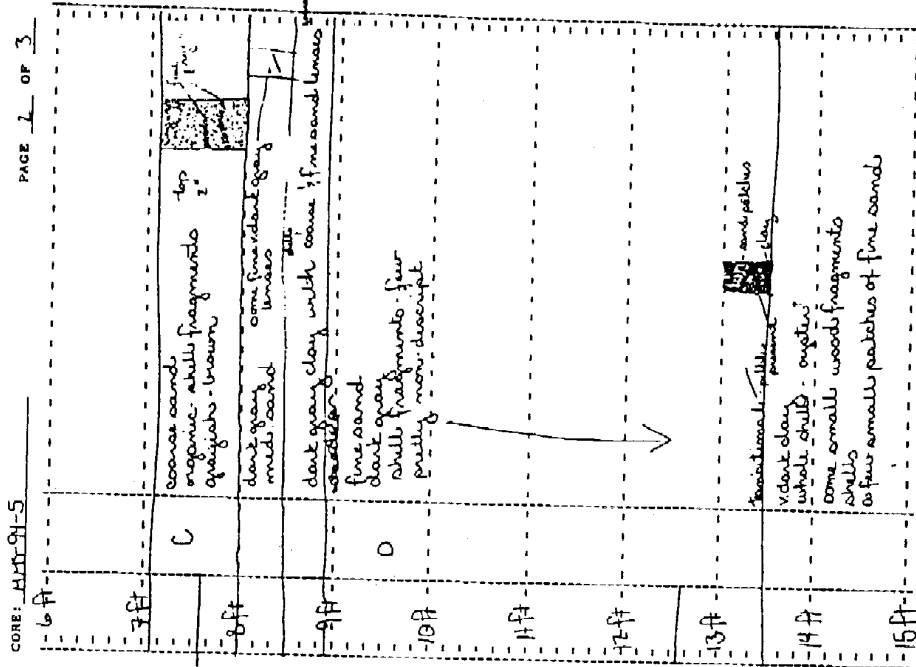 PAGE 2 OF 3
CORE: HMI-94-5
6 ft
7 ft
C
coarse sand
organic-shell fragments
grayish-brown
top
2"
8 ft
dark gray
med sand
some fine v.dark gray
lenses
dark gray clay with coarse & fine sand lenses
9 ft
D
fine sand
dark gray
shell fragments - few
pretty non-descript
10 ft
11 ft
12 ft
13 ft
sand patches
clay
transitional
present
v.dark clay
whole shells - oyster
14 ft
some small wood fragments
shells
a few small patches of fine sand
15 ft